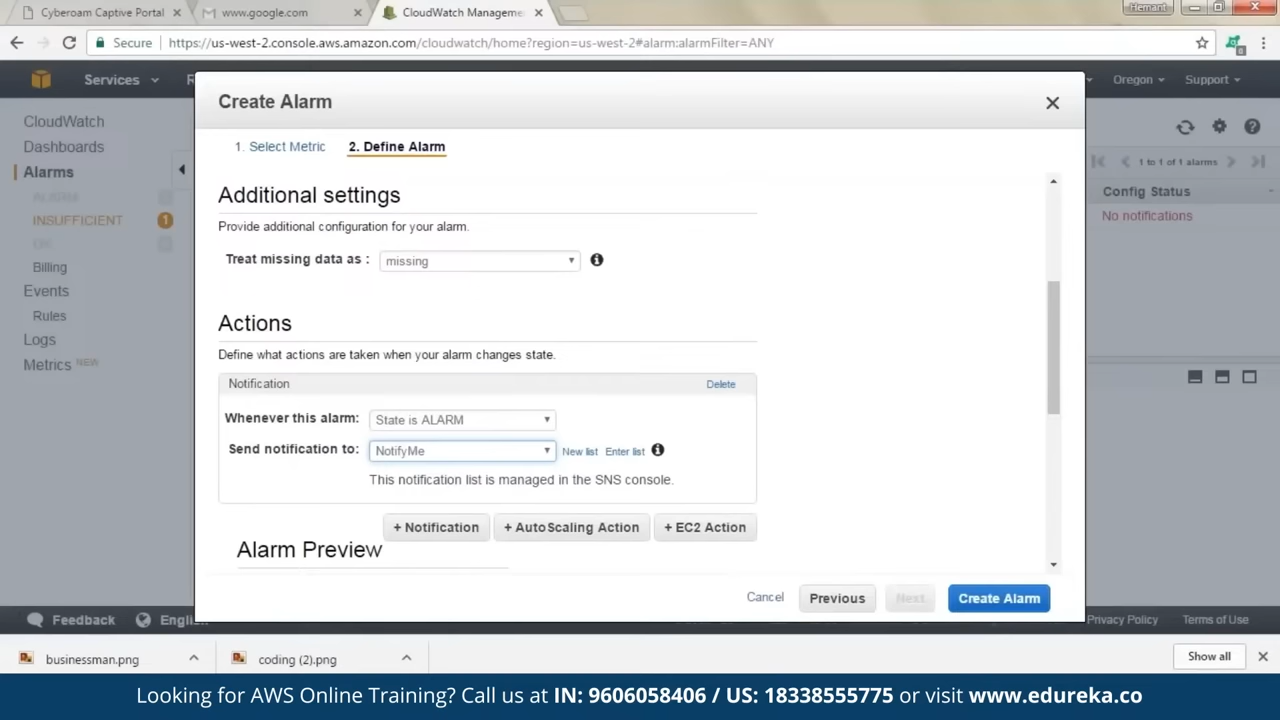 Cyberoam Captive Portal
www.google.com
CloudWatch Manageme
Hemant
Secure
https://us-west-2.console.aws.amazon.com/cloudwatch/home?region=us-west-2#alarm:alarmFilter=ANY
Services
R
Oregon
Support
CloudWatch
Dashboards
Alarms
ALARM
INSUFFICIENT 1
OK
Billing
Events
Rules
Logs
Metrics NEW
Create Alarm
1. Select Metric
2. Define Alarm
Additional settings
Provide additional configuration for your alarm.
Treat missing data as : missing
Actions
Define what actions are taken when your alarm changes state.
Notification Delete
Whenever this alarm: State is ALARM
Send notification to: NotifyMe New list Enter list
This notification list is managed in the SNS console.
+ Notification + AutoScaling Action + EC2 Action
Alarm Preview
Cancel Previous Next Create Alarm
1 to 1 of 1 alarms
Config Status
No notifications
Feedback
Englis
Privacy Policy Terms of Use
businessman.png
coding (2).png
Show all
Looking for AWS Online Training? Call us at IN: 9606058406 / US: 18338555775 or visit www.edureka.co